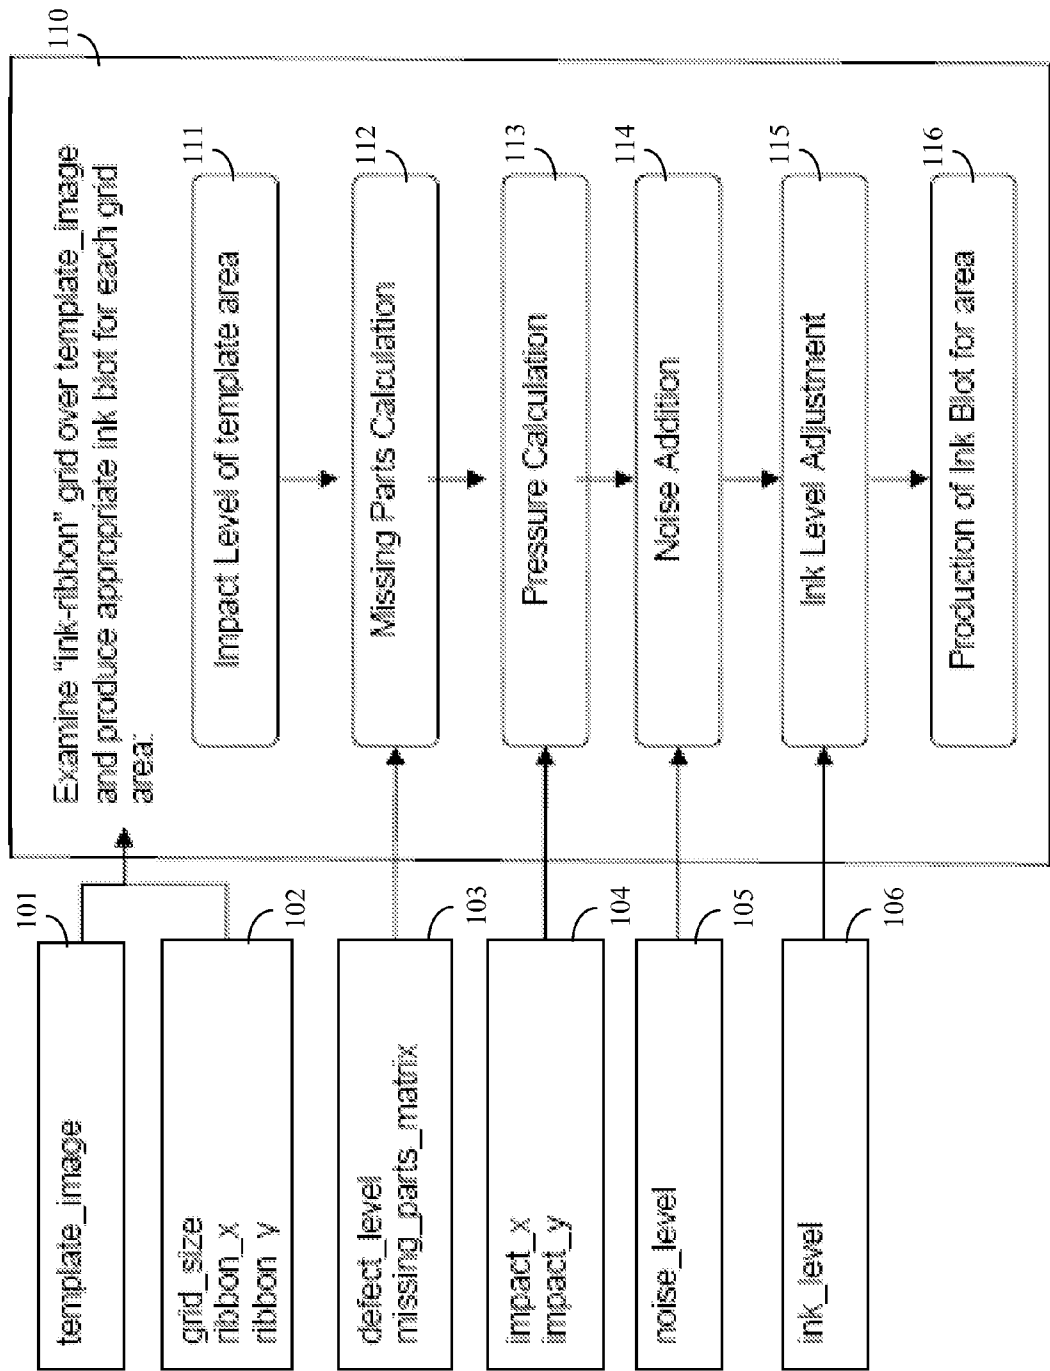 template_image
101
grid_size
ribbon_x
ribbon_y
102
defect_level
missing_parts_matrix
103
impact_x
impact_y
104
noise_level
105
ink_level
106
110
Examine "ink-ribbon" grid over template_image
and produce appropriate ink blot for each grid
area:
Impact Level of template area
111
Missing Parts Calculation
112
Pressure Calculation
113
Noise Addition
114
Ink Level Adjustment
115
Production of Ink Blot for area
116